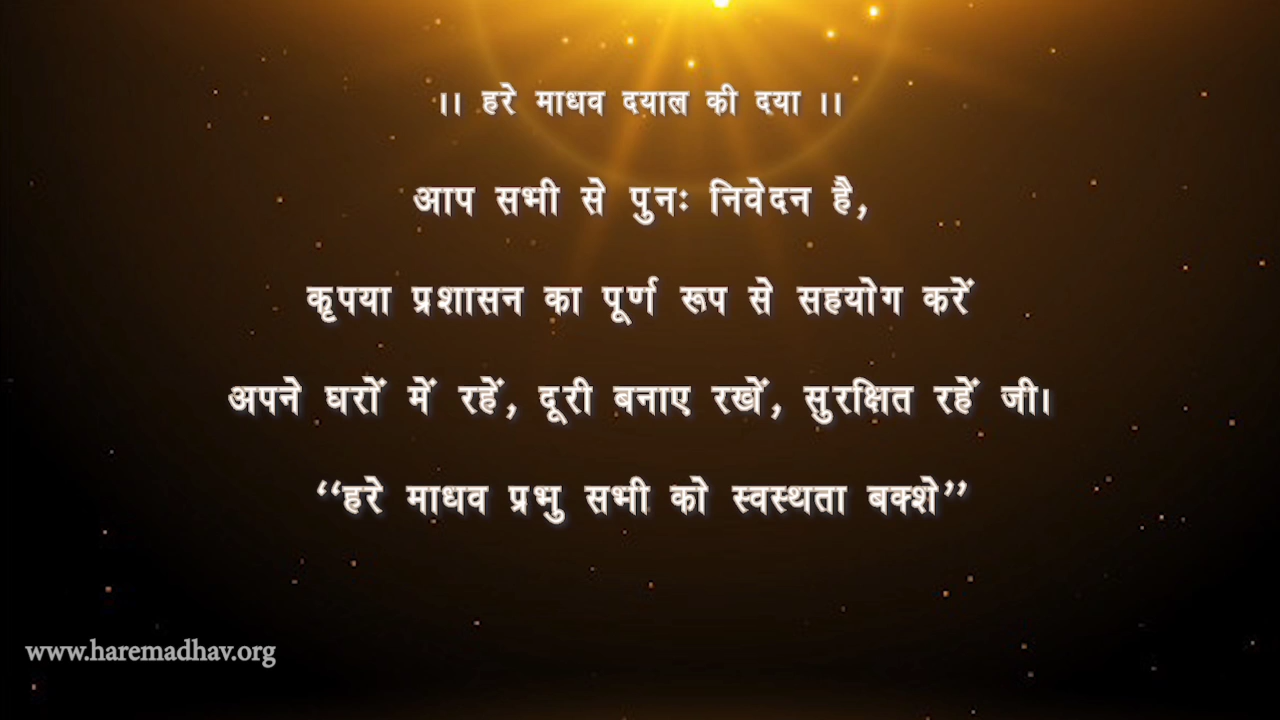 ।। हरे माधव दयाल की दया ।।
आप सभी से पुनः निवेदन है,
कृपया प्रशासन का पूर्ण रूप से सहयोग करें
अपने घरों में रहें, दूरी बनाए रखें, सुरक्षित रहें जी।
“हरे माधव प्रभु सभी को स्वस्थता बक्शे”
www.haremadhav.org